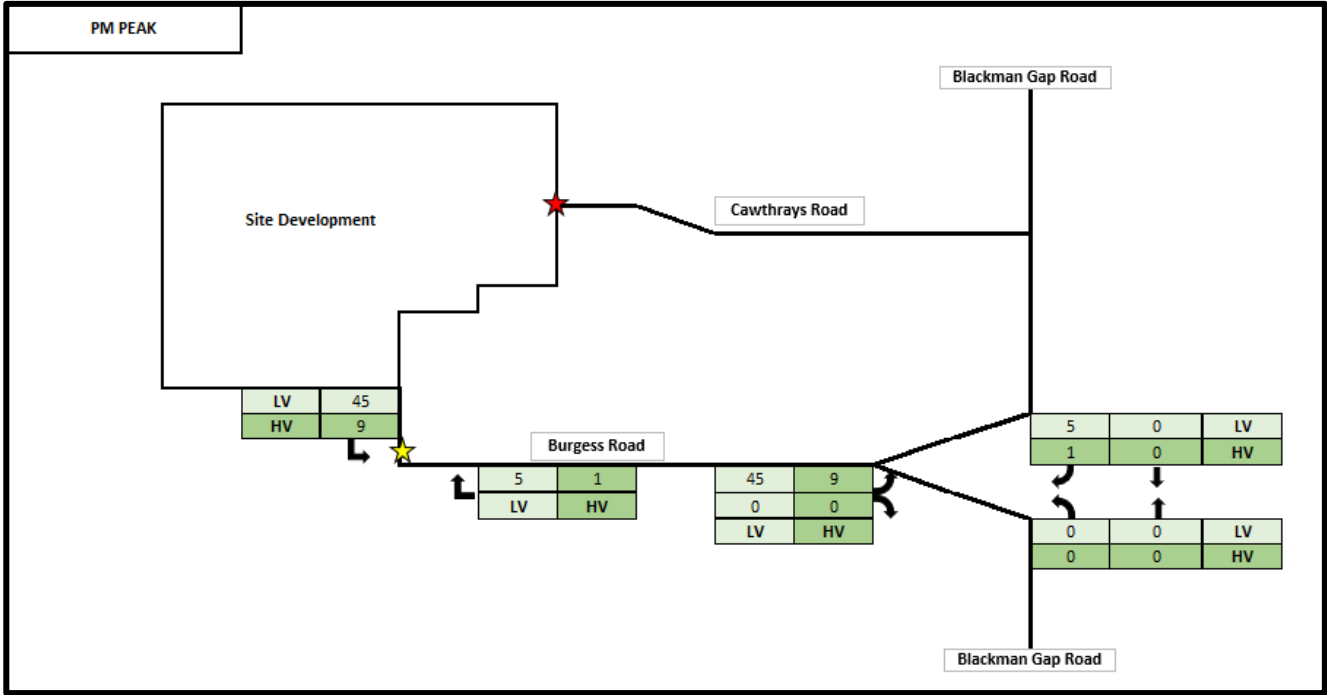 PM PEAK
Blackman Gap Road
Cawthrays Road
Site Development
LV 45
HV 9
Burgess Road
5 1
LV HV
45 9
0 0
LV HV
5 0 LV
1 0 HV
0 0 LV
0 0 HV
Blackman Gap Road